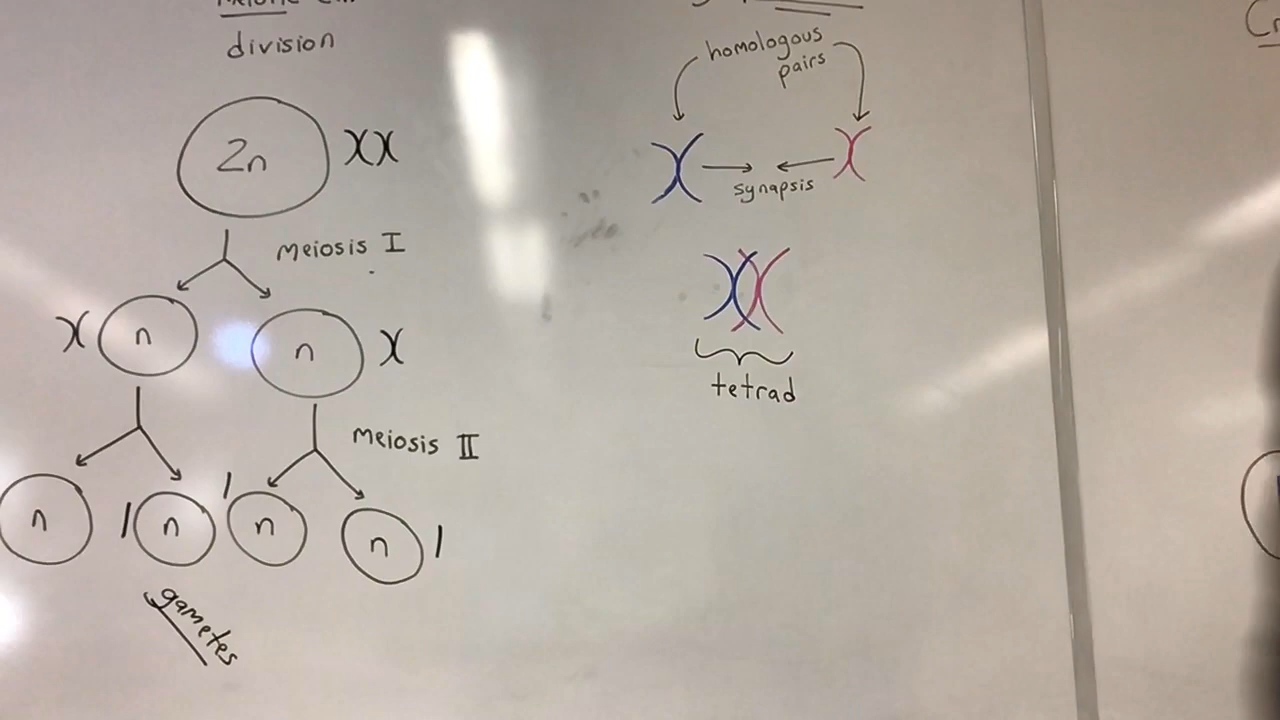 division
2n
meiosis I
n
n
meiosis II
n
n
n
n
gametes
homologous
pairs
synapsis
tetrad